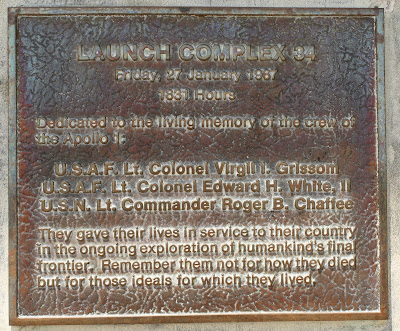 LAUNCH COMPLEX 34
Friday, 27 January 1967
1831 Hours
Dedicated to the living memory of the crew of
the Apollo 1:
U.S.A.F. Lt. Colonel Virgil I. Grissom
U.S.A.F. Lt. Colonel Edward H. White, II
U.S.N. Lt. Commander Roger B. Chaffee
They gave their lives in service to their country
in the ongoing exploration of humankind's final
frontier. Remember them not for how they died
but for those ideals for which they lived.